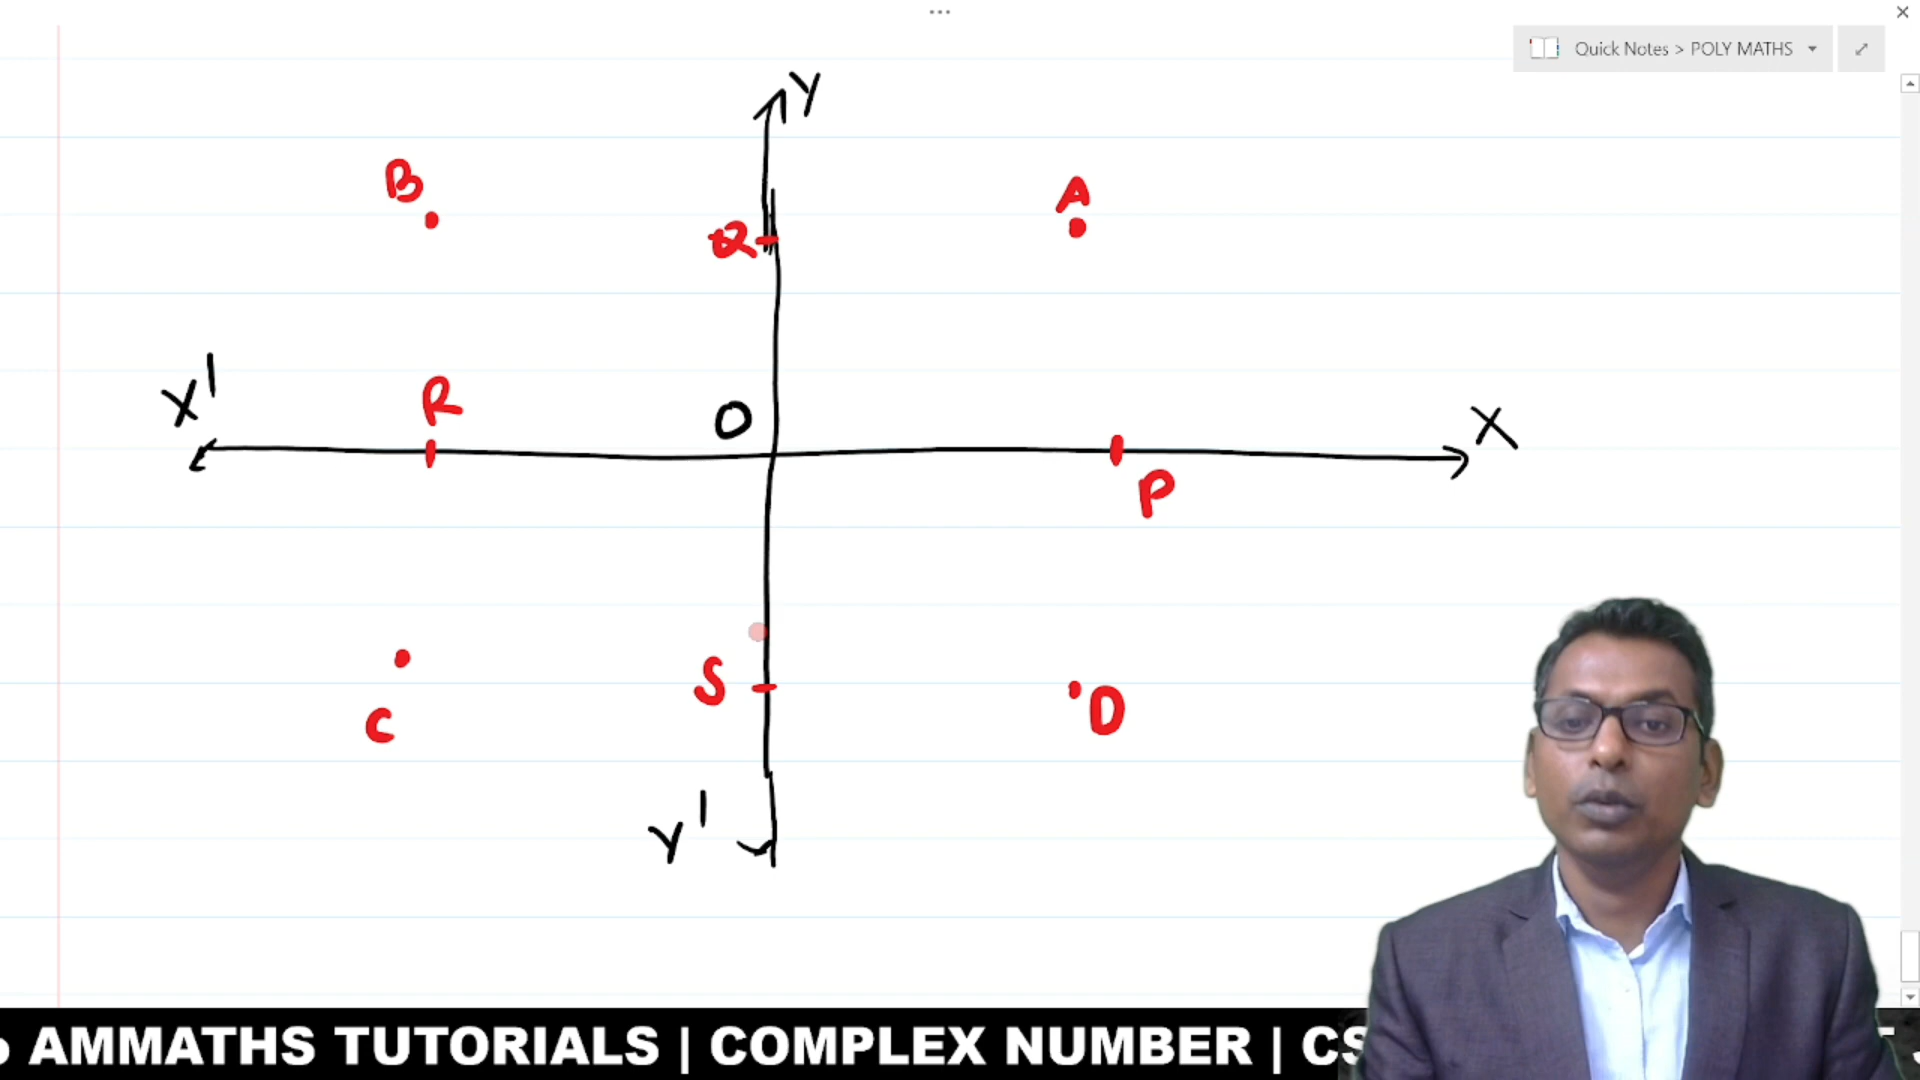 Quick Notes > POLY MATHS
Y
B
A
Q
X'
R
O
X
P
S
C
D
Y'
AMMATHS TUTORIALS | COMPLEX NUMBER | CS